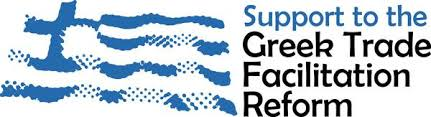 Support to the
Greek Trade
Facilitation
Reform